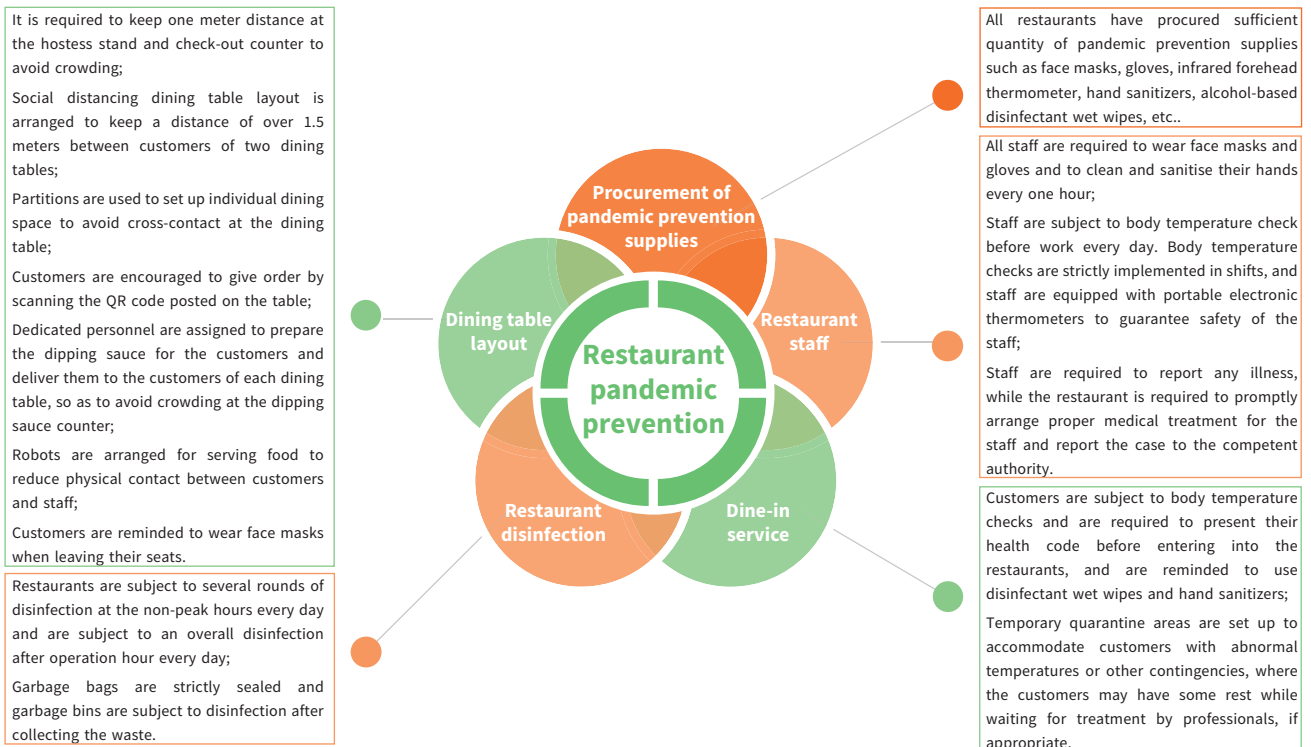 It is required to keep one meter distance at
the hostess stand and check-out counter to
avoid crowding;
Social distancing dining table layout is
arranged to keep a distance of over 1.5
meters between customers of two dining
tables;
Partitions are used to set up individual dining
space to avoid cross-contact at the dining
table;
Customers are encouraged to give order by
scanning the QR code posted on the table;
Dedicated personnel are assigned to prepare
the dipping sauce for the customers and
deliver them to the customers of each dining
table, so as to avoid crowding at the dipping
sauce counter;
Robots are arranged for serving food to
reduce physical contact between customers
and staff;
Customers are reminded to wear face masks
when leaving their seats.
Restaurants are subject to several rounds of
disinfection at the non-peak hours every day
and are subject to an overall disinfection
after operation hour every day;
Garbage bags are strictly sealed and
garbage bins are subject to disinfection after
collecting the waste.
Procurement of
pandemic prevention
supplies
Dining table
layout
Restaurant
staff
Restaurant
pandemic
prevention
Restaurant
disinfection
Dine-in
service
All restaurants have procured sufficient
quantity of pandemic prevention supplies
such as face masks, gloves, infrared forehead
thermometer, hand sanitizers, alcohol-based
disinfectant wet wipes, etc..
All staff are required to wear face masks and
gloves and to clean and sanitise their hands
every one hour;
Staff are subject to body temperature check
before work every day. Body temperature
checks are strictly implemented in shifts, and
staff are equipped with portable electronic
thermometers to guarantee safety of the
staff;
Staff are required to report any illness,
while the restaurant is required to promptly
arrange proper medical treatment for the
staff and report the case to the competent
authority.
Customers are subject to body temperature
checks and are required to present their
health code before entering into the
restaurants, and are reminded to use
disinfectant wet wipes and hand sanitizers;
Temporary quarantine areas are set up to
accommodate customers with abnormal
temperatures or other contingencies, where
the customers may have some rest while
waiting for treatment by professionals, if
appropriate.